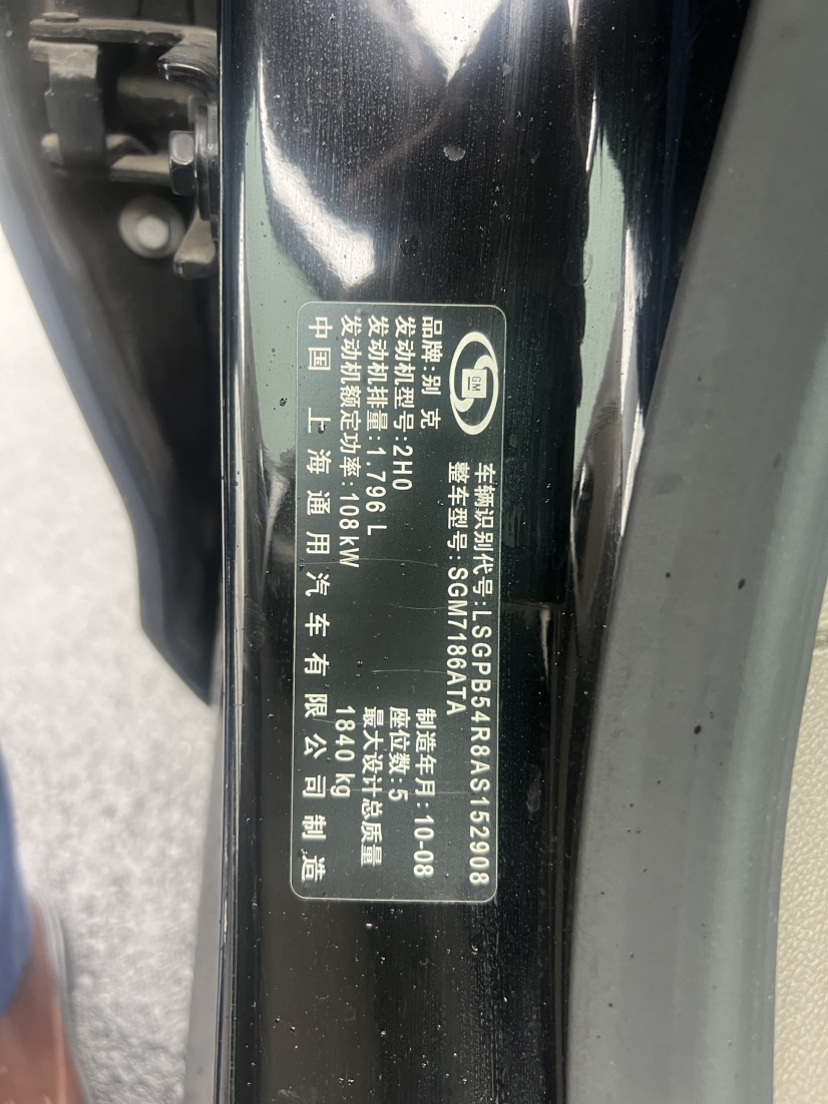 GM
车辆识别代号:LSGPB54R8AS152908
整车型号:SGM7186ATA
品牌:别 克
制造年月:10-08
发动机型号:2H0
座位数:5
发动机排量:1.796 L
最大设计总质量
发动机额定功率:108kW
1840 kg
中国 上海通用汽车有限公司制造